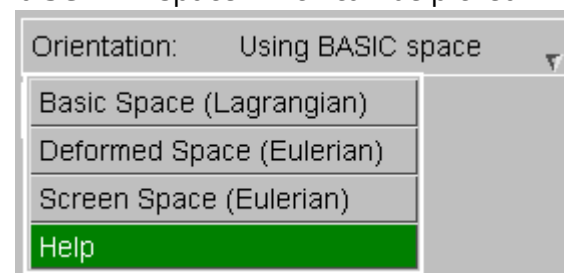 Orientation: Using BASIC space
Basic Space (Lagrangian)
Deformed Space (Eulerian)
Screen Space (Eulerian)
Help